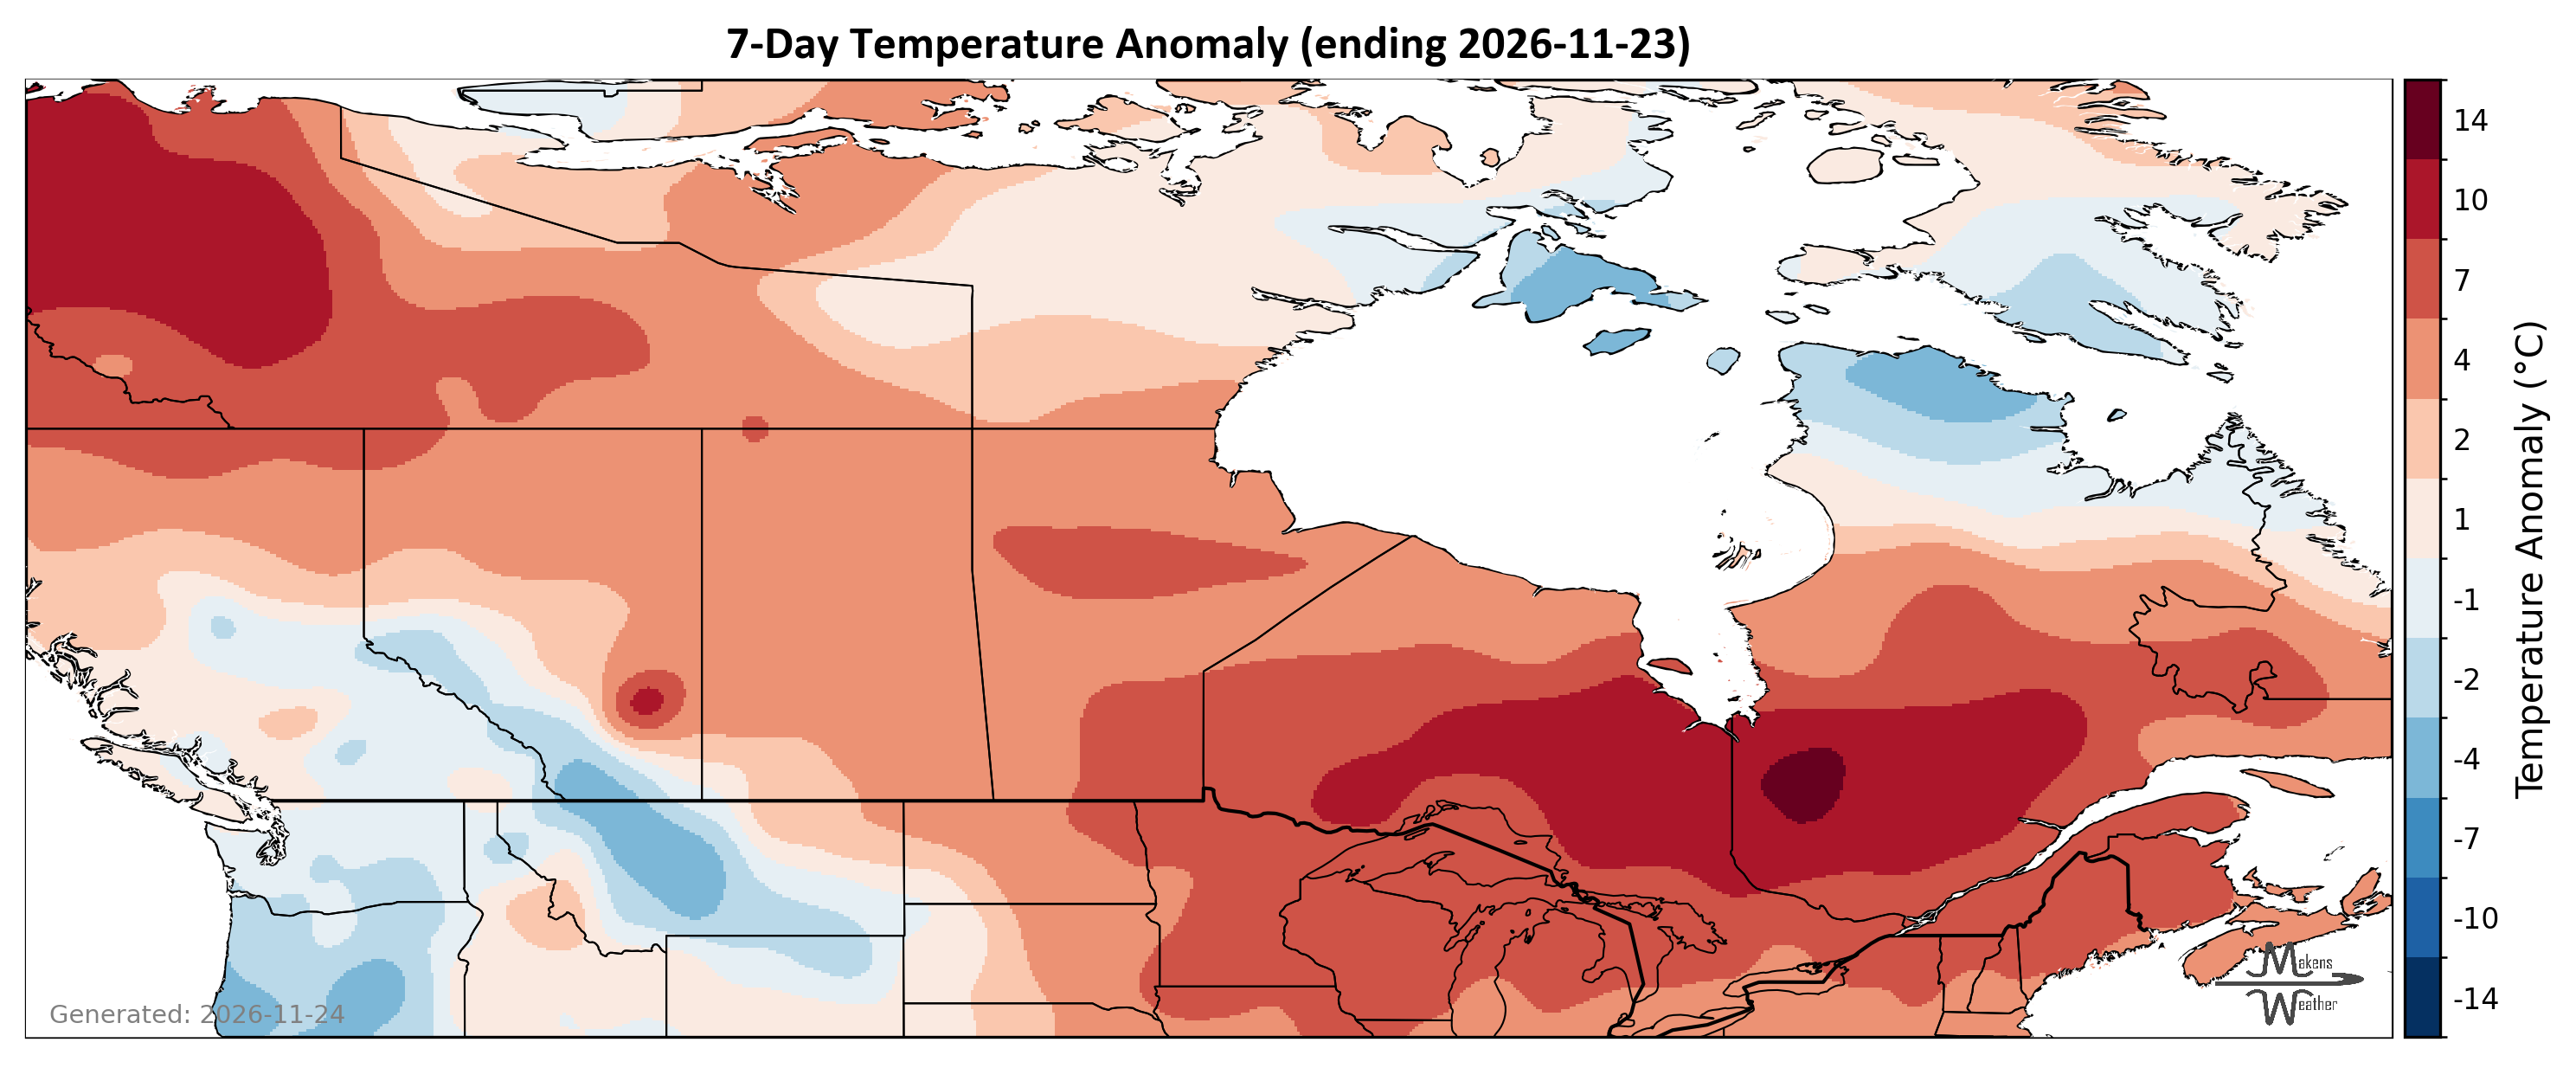 7-Day Temperature Anomaly (ending 2026-11-23)
14
10
7
4
2
1
-1
-2
-4
-7
-10
-14
Temperature Anomaly (°C)
Generated: 2026-11-24
Makens
Weather